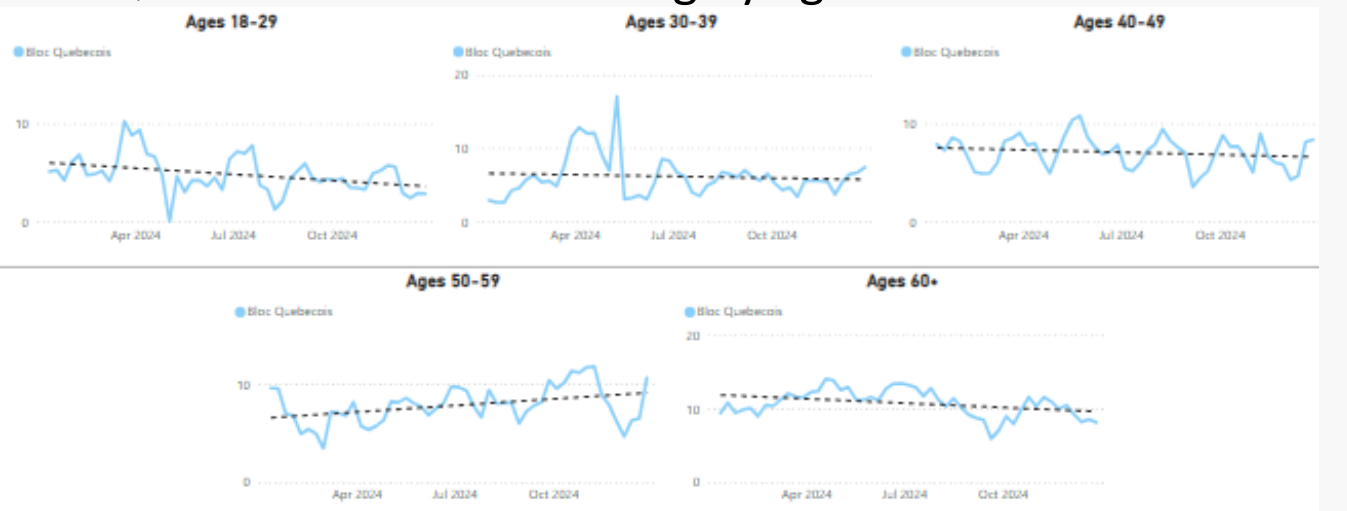 Ages 18-29
Bloc Quebecois
10
0
Apr 2024 Jul 2024 Oct 2024
Ages 30-39
Bloc Quebecois
20
10
0
Apr 2024 Jul 2024 Oct 2024
Ages 40-49
Bloc Quebecois
10
0
Apr 2024 Jul 2024 Oct 2024
Ages 50-59
Bloc Quebecois
10
0
Apr 2024 Jul 2024 Oct 2024
Ages 60+
Bloc Quebecois
20
10
0
Apr 2024 Jul 2024 Oct 2024